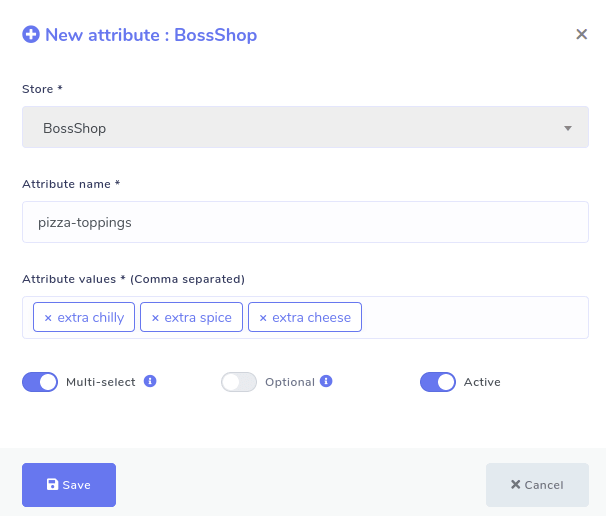 New attribute : BossShop
Store *
BossShop
Attribute name *
pizza-toppings
Attribute values * (Comma separated)
× extra chilly × extra spice × extra cheese
Multi-select Optional Active
Save Cancel